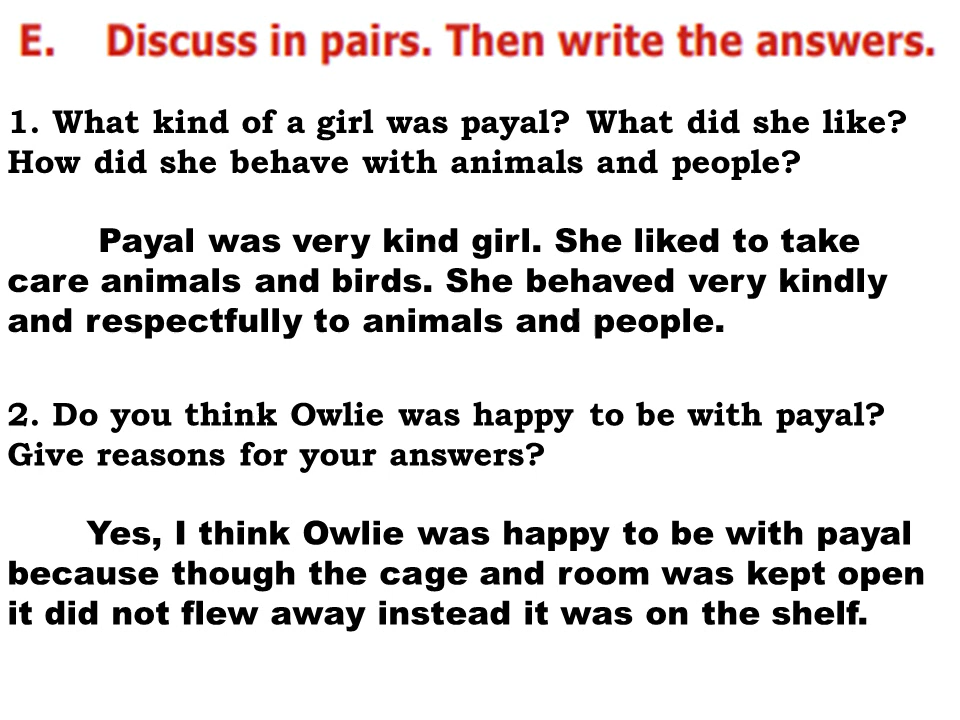 E. Discuss in pairs. Then write the answers.
1. What kind of a girl was payal? What did she like?
How did she behave with animals and people?
Payal was very kind girl. She liked to take
care animals and birds. She behaved very kindly
and respectfully to animals and people.
2. Do you think Owlie was happy to be with payal?
Give reasons for your answers?
Yes, I think Owlie was happy to be with payal
because though the cage and room was kept open
it did not flew away instead it was on the shelf.